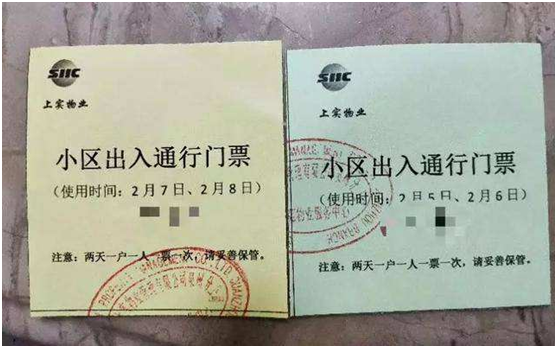 SIIC
上实物业
小区出入通行门票
(使用时间：2月7日、2月8日)
注意：两天一户一人一票一次，请妥善保管。
SIIC
上实物业
小区出入通行门票
(使用时间：2月5日、2月6日)
注意：两天一户一人一票一次，请妥善保管。